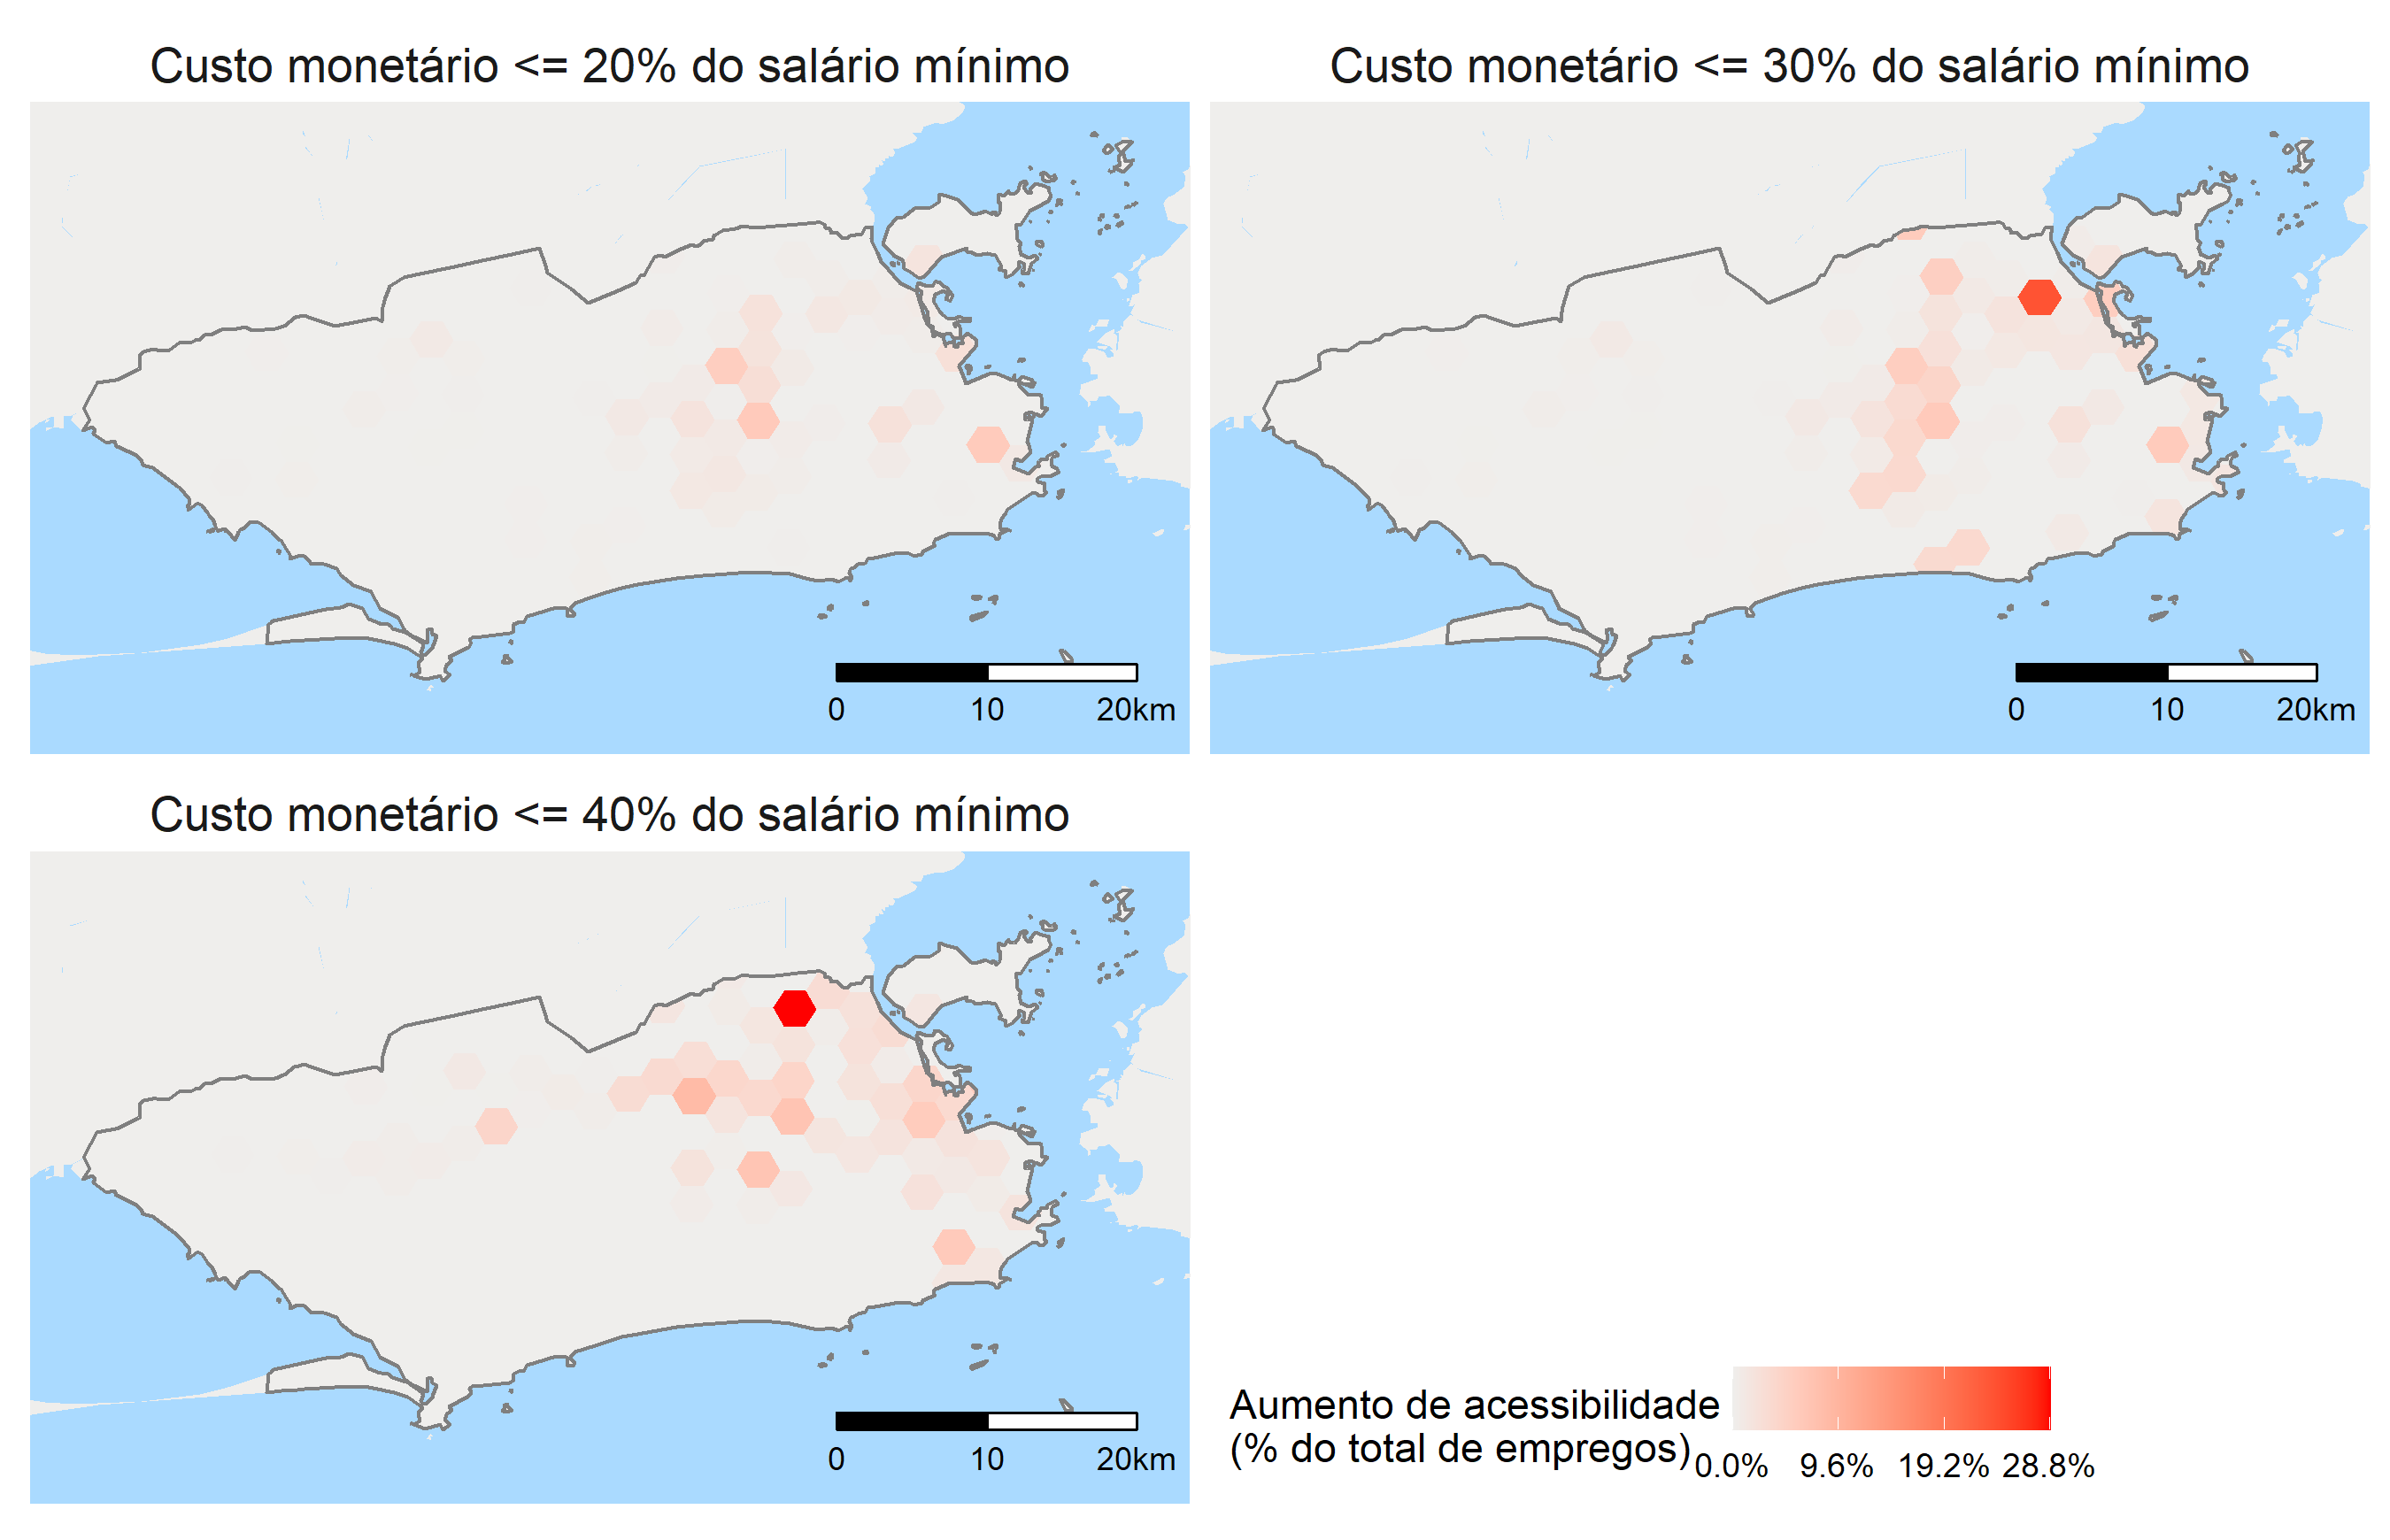 Custo monetário <= 20% do salário mínimo
Custo monetário <= 30% do salário mínimo
0 10 20km
0 10 20km
Custo monetário <= 40% do salário mínimo
0 10 20km
Aumento de acessibilidade
(% do total de empregos)
0.0% 9.6% 19.2% 28.8%